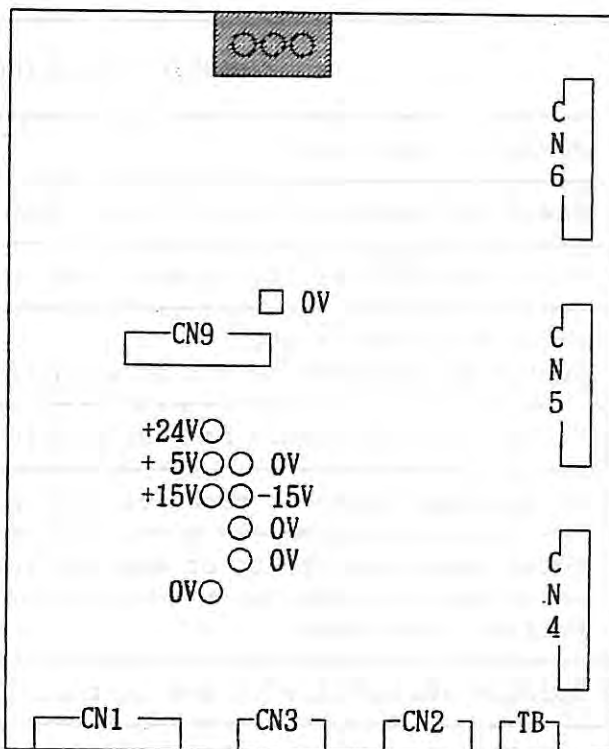 CN6
0V
CN9
CN5
+24V
+ 5V 0V
+15V -15V
0V
0V
0V
CN4
CN1 CN3 CN2 TB